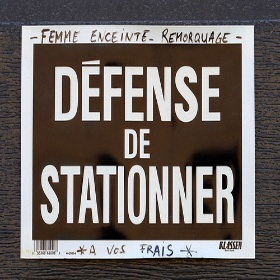 - FEMME ENCEINTE - REMORQUAGE -
DÉFENSE
DE
STATIONNER
* A VOS FRAIS *
KLASSEN